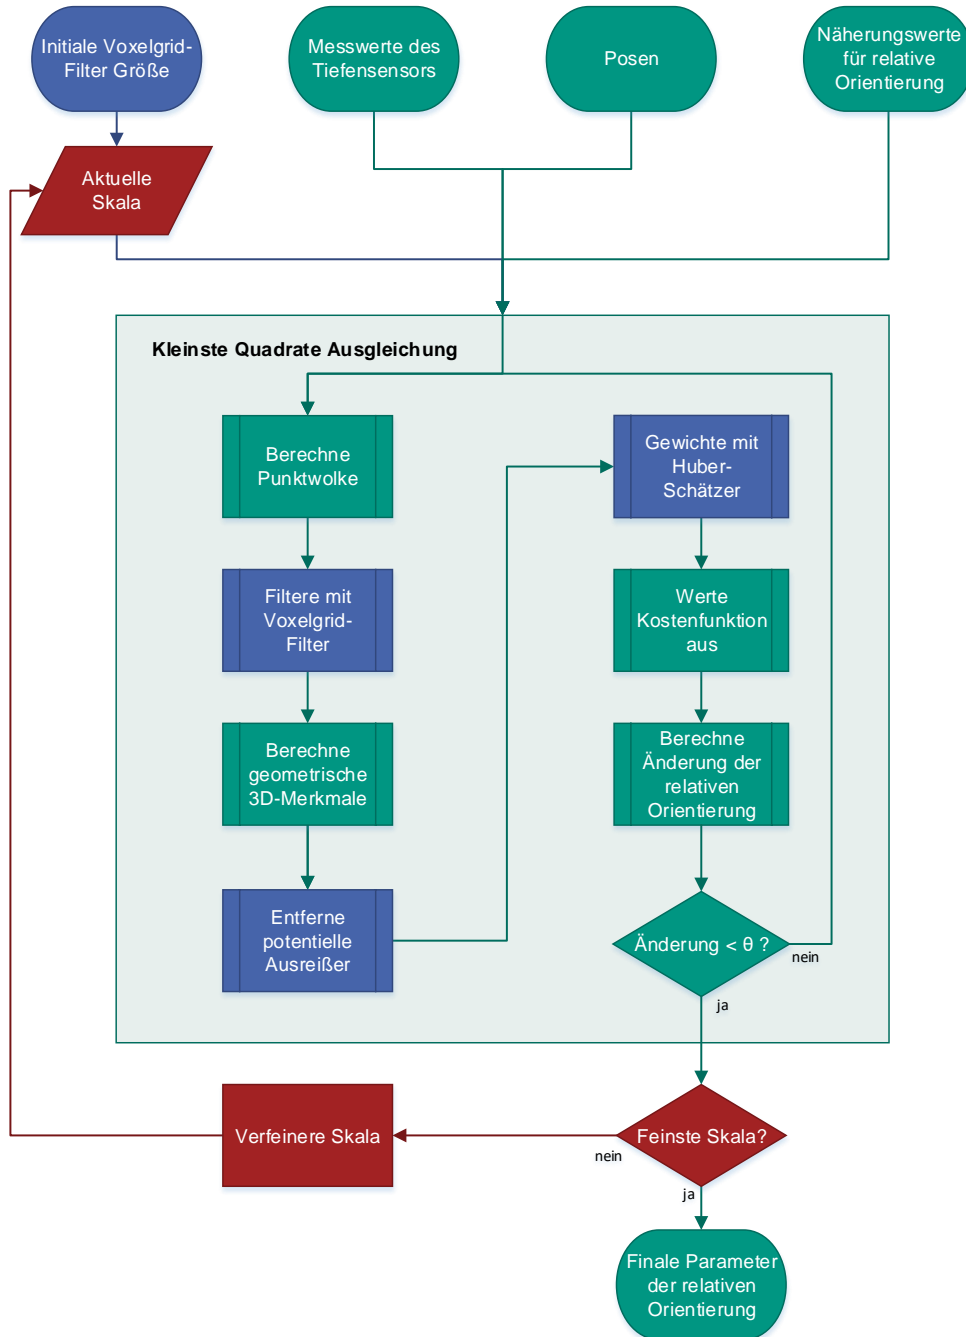 Initiale Voxelgrid-
Filter Größe
Messwerte des
Tiefensensors
Posen
Näherungswerte
für relative
Orientierung
Aktuelle
Skala
Kleinste Quadrate Ausgleichung
Berechne
Punktwolke
Filtere mit
Voxelgrid-
Filter
Berechne
geometrische
3D-Merkmale
Entferne
potentielle
Ausreißer
Gewichte mit
Huber-
Schätzer
Werte
Kostenfunktion
aus
Berechne
Änderung der
relativen
Orientierung
Änderung < θ ?
nein
ja
Feinste Skala?
nein
ja
Verfeinere Skala
Finale Parameter
der relativen
Orientierung